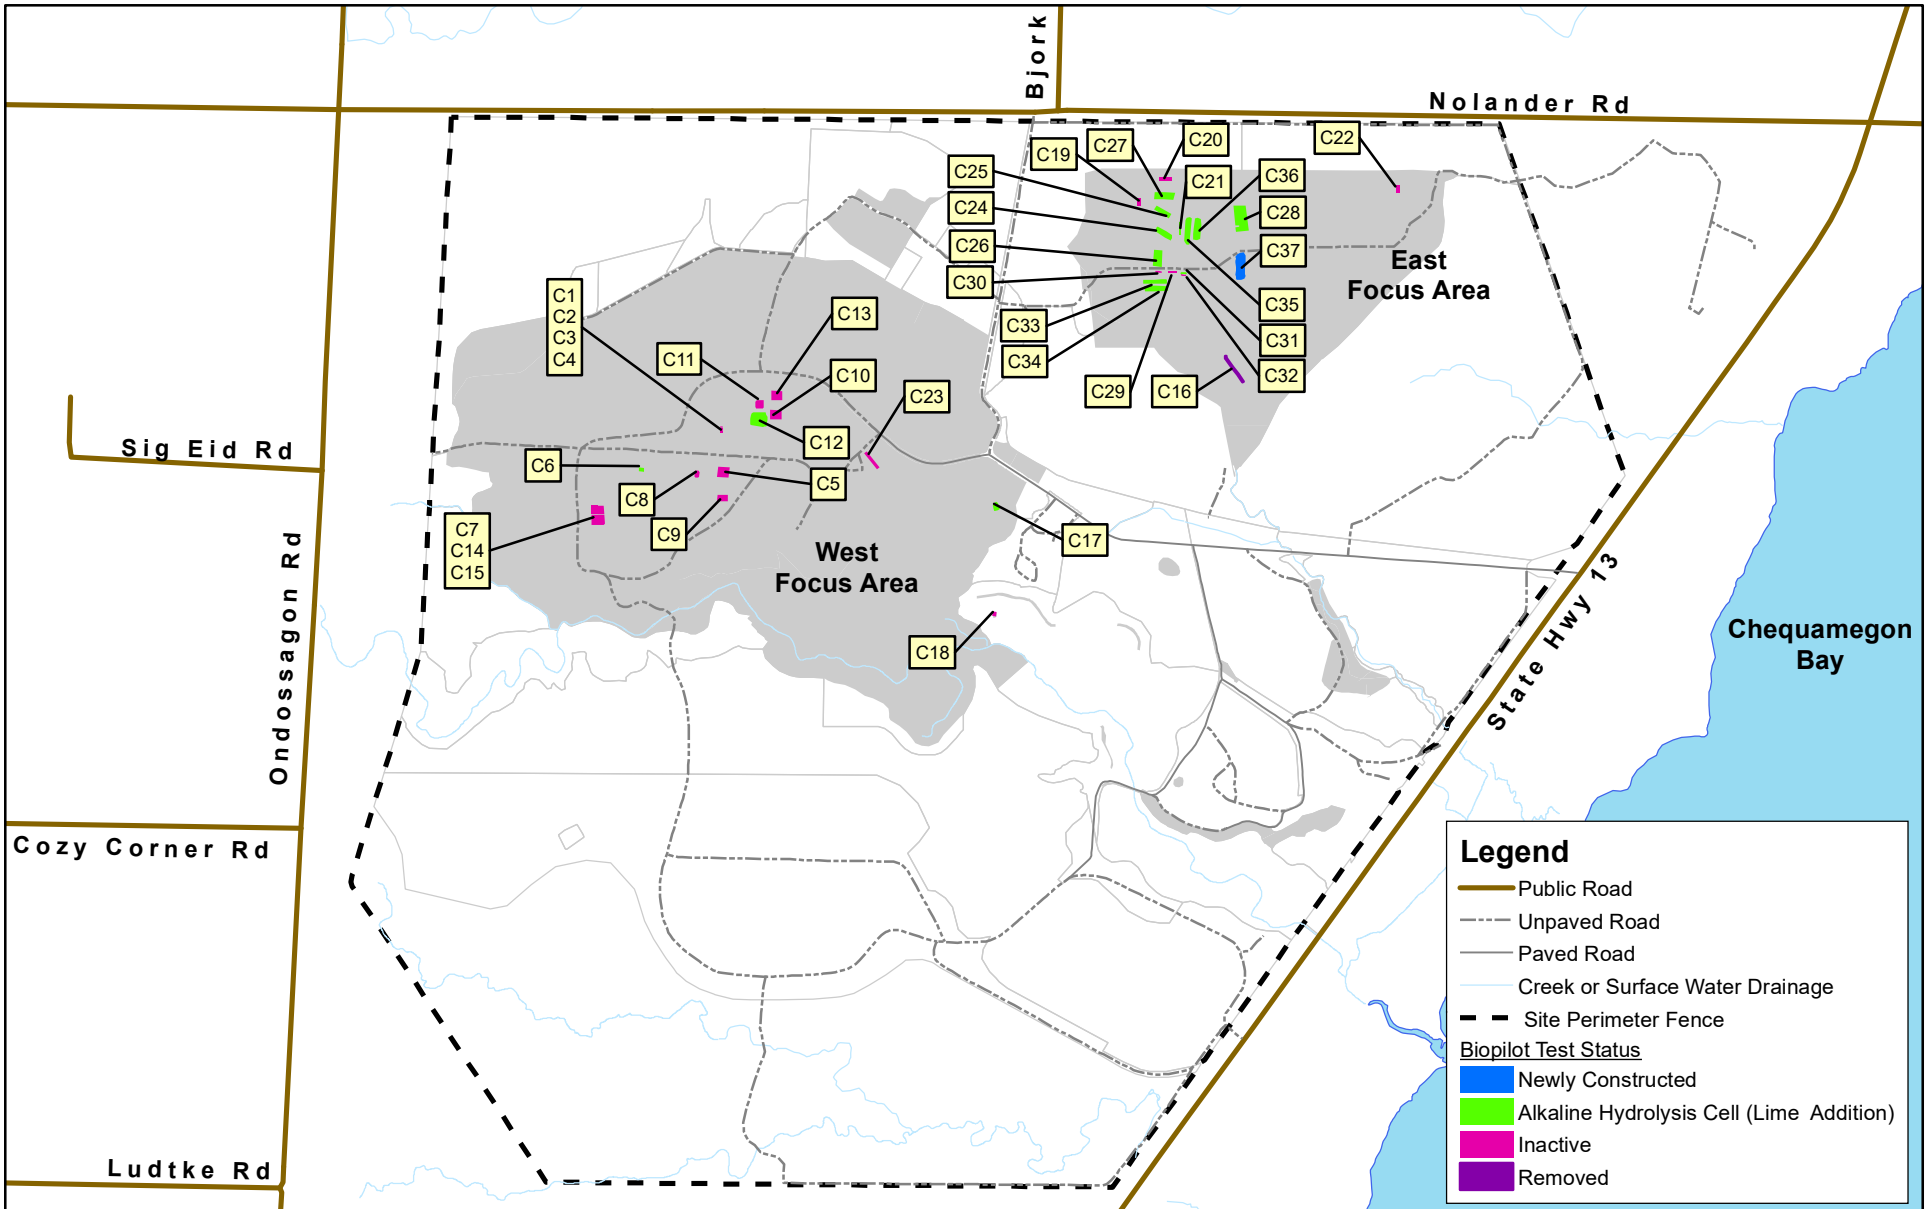 Bjork
Nolander Rd
C20
C27
C22
C19
C25
C21
C36
C24
C28
C26
C37
C30
East
Focus Area
C35
C33
C31
C34
C32
C29
C16
C1
C2
C3
C4
C13
C11
C10
C23
C12
C6
C5
C8
C9
C7
C14
C15
C17
C18
West
Focus Area
Sig Eid Rd
Ondossagon Rd
Cozy Corner Rd
Ludtke Rd
State Hwy 13
Chequamegon
Bay
Legend
Public Road
Unpaved Road
Paved Road
Creek or Surface Water Drainage
Site Perimeter Fence
Biopilot Test Status
Newly Constructed
Alkaline Hydrolysis Cell (Lime Addition)
Inactive
Removed